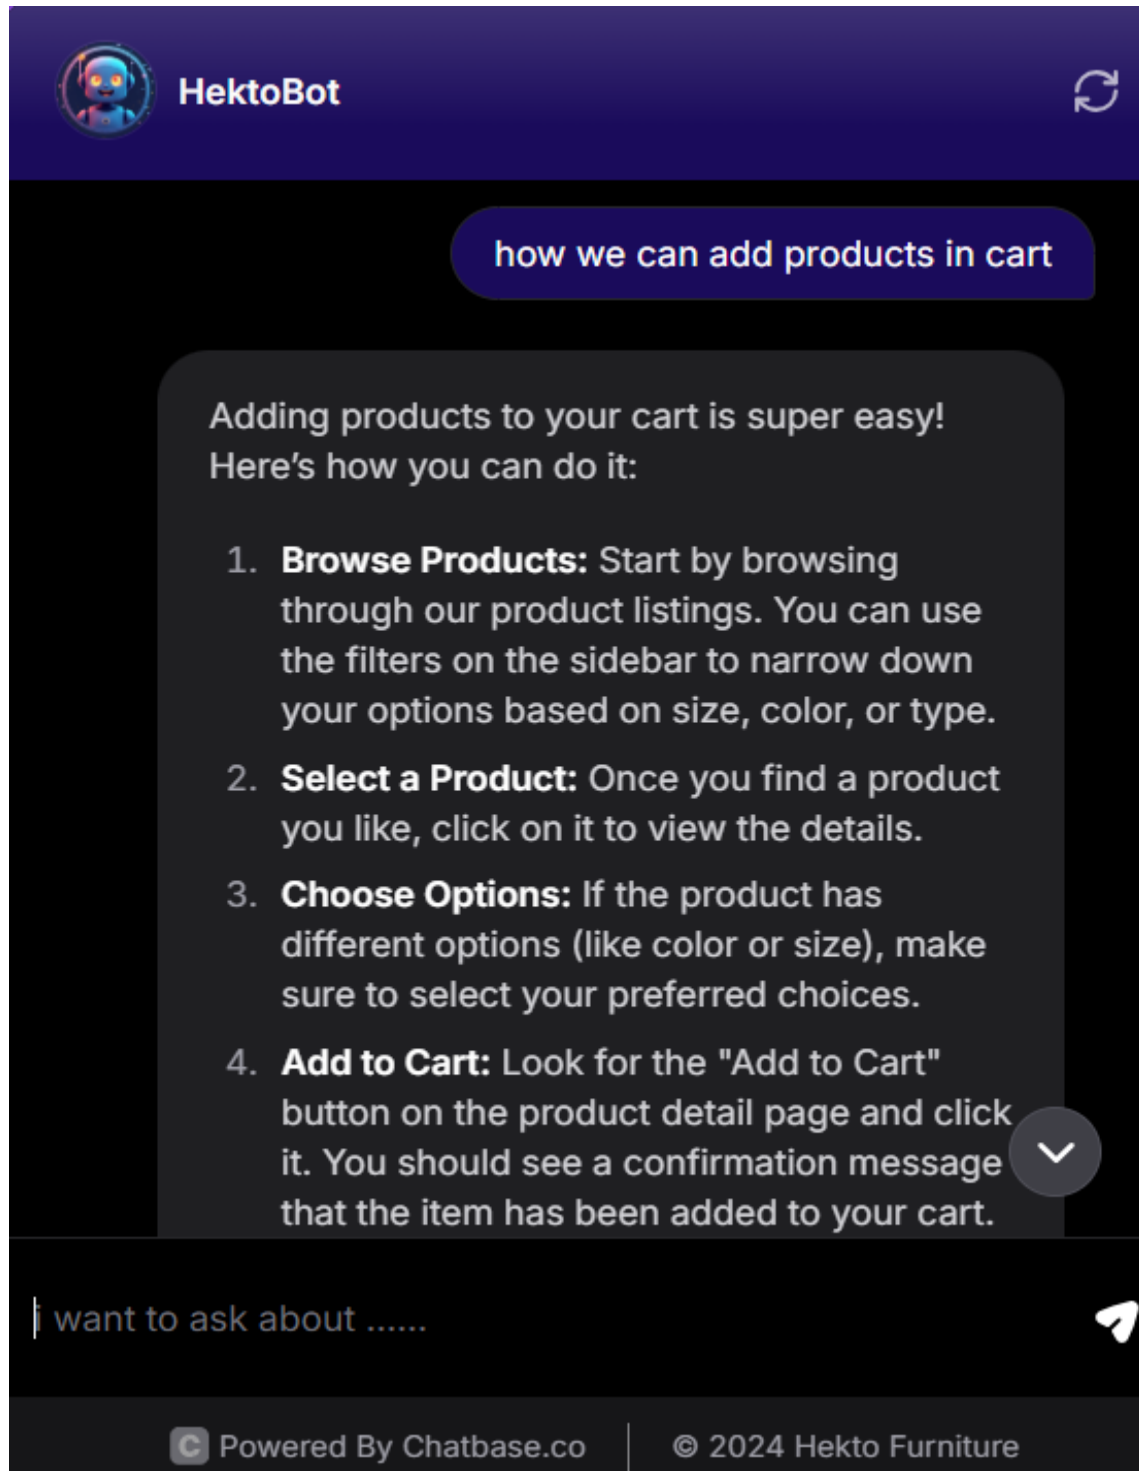 HektoBot
how we can add products in cart
Adding products to your cart is super easy!
Here’s how you can do it:
1. Browse Products: Start by browsing
through our product listings. You can use
the filters on the sidebar to narrow down
your options based on size, color, or type.
2. Select a Product: Once you find a product
you like, click on it to view the details.
3. Choose Options: If the product has
different options (like color or size), make
sure to select your preferred choices.
4. Add to Cart: Look for the "Add to Cart"
button on the product detail page and click
it. You should see a confirmation message
that the item has been added to your cart.
i want to ask about ......
C Powered By Chatbase.co | © 2024 Hekto Furniture